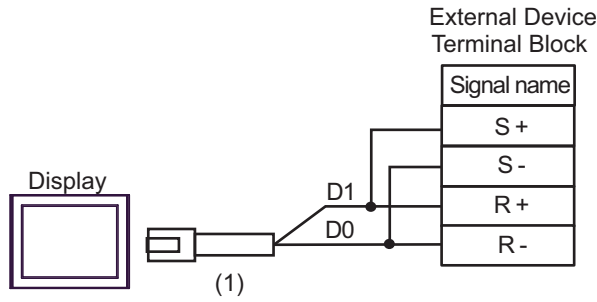 External Device
Terminal Block
Signal name
S +
S -
Display
D1
R +
D0
R -
(1)